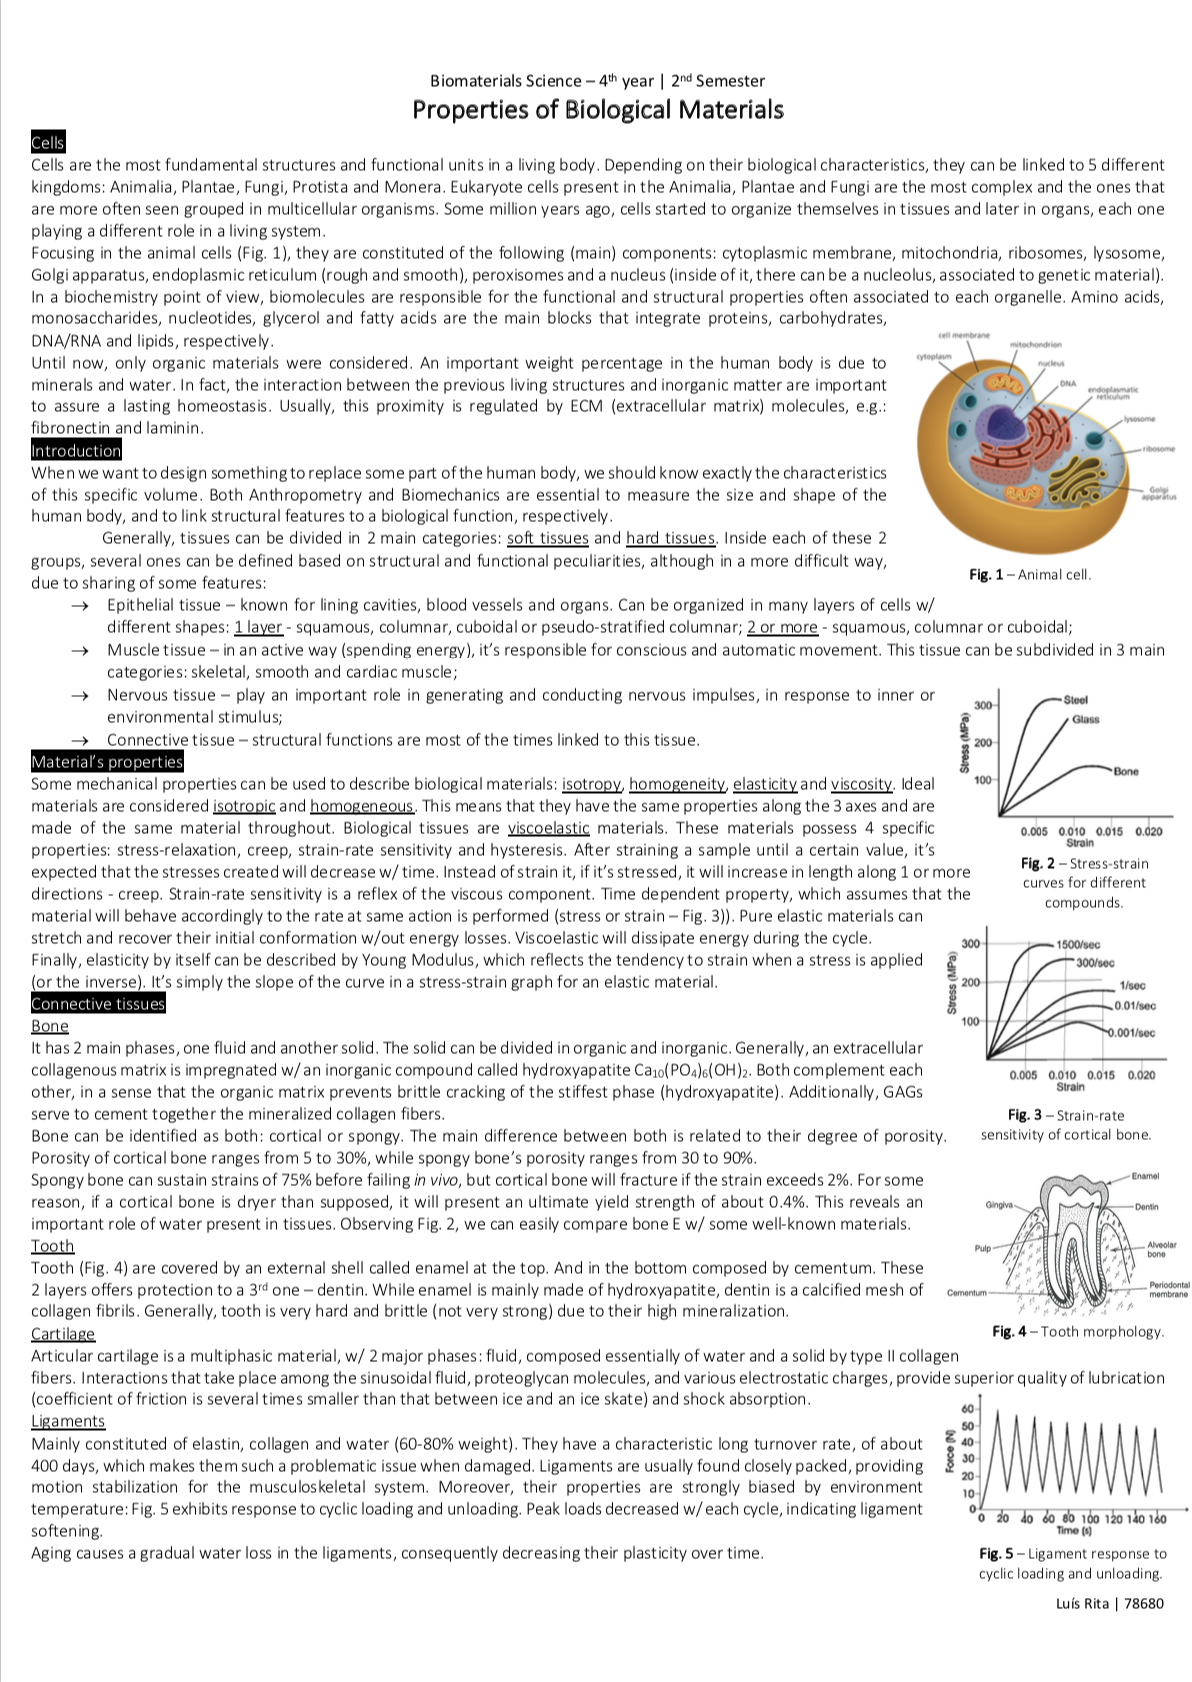 Biomaterials Science – 4th year | 2nd Semester
Properties of Biological Materials
Cells
Cells are the most fundamental structures and functional units in a living body. Depending on their biological characteristics, they can be linked to 5 different
kingdoms: Animalia, Plantae, Fungi, Protista and Monera. Eukaryote cells present in the Animalia, Plantae and Fungi are the most complex and the ones that
are more often seen grouped in multicellular organisms. Some million years ago, cells started to organize themselves in tissues and later in organs, each one
playing a different role in a living system.
Focusing in the animal cells (Fig. 1), they are constituted of the following (main) components: cytoplasmic membrane, mitochondria, ribosomes, lysosome,
Golgi apparatus, endoplasmic reticulum (rough and smooth), peroxisomes and a nucleus (inside of it, there can be a nucleolus, associated to genetic material).
In a biochemistry point of view, biomolecules are responsible for the functional and structural properties often associated to each organelle. Amino acids,
monosaccharides, nucleotides, glycerol and fatty acids are the main blocks that integrate proteins, carbohydrates,
DNA/RNA and lipids, respectively.
Until now, only organic materials were considered. An important weight percentage in the human body is due to
minerals and water. In fact, the interaction between the previous living structures and inorganic matter are important
to assure a lasting homeostasis. Usually, this proximity is regulated by ECM (extracellular matrix) molecules, e.g.:
fibronectin and laminin.
cell membrane
mitochondrion
cytoplasm
nucleus
DNA
endoplasmatic
reticulum
lysosome
ribosome
Golgi
apparatus
Fig. 1 – Animal cell.
Introduction
When we want to design something to replace some part of the human body, we should know exactly the characteristics
of this specific volume. Both Anthropometry and Biomechanics are essential to measure the size and shape of the
human body, and to link structural features to a biological function, respectively.
Generally, tissues can be divided in 2 main categories: soft tissues and hard tissues. Inside each of these 2
groups, several ones can be defined based on structural and functional peculiarities, although in a more difficult way,
due to sharing of some features:
→ Epithelial tissue – known for lining cavities, blood vessels and organs. Can be organized in many layers of cells w/
different shapes: 1 layer - squamous, columnar, cuboidal or pseudo-stratified columnar; 2 or more - squamous, columnar or cuboidal;
→ Muscle tissue – in an active way (spending energy), it's responsible for conscious and automatic movement. This tissue can be subdivided in 3 main
categories: skeletal, smooth and cardiac muscle;
→ Nervous tissue – play an important role in generating and conducting nervous impulses, in response to inner or
environmental stimulus;
→ Connective tissue – structural functions are most of the times linked to this tissue.
Stress (MPa)
300
200
100
Steel
Glass
Bone
0.005 0.010 0.015 0.020
Strain
Fig. 2 – Stress-strain
curves for different
compounds.
Material's properties
Some mechanical properties can be used to describe biological materials: isotropy, homogeneity, elasticity and viscosity. Ideal
materials are considered isotropic and homogeneous. This means that they have the same properties along the 3 axes and are
made of the same material throughout. Biological tissues are viscoelastic materials. These materials possess 4 specific
properties: stress-relaxation, creep, strain-rate sensitivity and hysteresis. After straining a sample until a certain value, it's
expected that the stresses created will decrease w/ time. Instead of strain it, if it's stressed, it will increase in length along 1 or more
directions - creep. Strain-rate sensitivity is a reflex of the viscous component. Time dependent property, which assumes that the
material will behave accordingly to the rate at same action is performed (stress or strain – Fig. 3)). Pure elastic materials can
stretch and recover their initial conformation w/out energy losses. Viscoelastic will dissipate energy during the cycle.
Finally, elasticity by itself can be described by Young Modulus, which reflects the tendency to strain when a stress is applied
(or the inverse). It's simply the slope of the curve in a stress-strain graph for an elastic material.
Stress (MPa)
300
200
100
1500/sec
300/sec
1/sec
0.01/sec
0.001/sec
0.005 0.010 0.015 0.020
Strain
Fig. 3 – Strain-rate
sensitivity of cortical bone.
Connective tissues
Bone
It has 2 main phases, one fluid and another solid. The solid can be divided in organic and inorganic. Generally, an extracellular
collagenous matrix is impregnated w/ an inorganic compound called hydroxyapatite Ca10(PO4)6(OH)2. Both complement each
other, in a sense that the organic matrix prevents brittle cracking of the stiffest phase (hydroxyapatite). Additionally, GAGs
serve to cement together the mineralized collagen fibers.
Bone can be identified as both: cortical or spongy. The main difference between both is related to their degree of porosity.
Porosity of cortical bone ranges from 5 to 30%, while spongy bone's porosity ranges from 30 to 90%.
Spongy bone can sustain strains of 75% before failing in vivo, but cortical bone will fracture if the strain exceeds 2%. For some
reason, if a cortical bone is dryer than supposed, it will present an ultimate yield strength of about 0.4%. This reveals an
important role of water present in tissues. Observing Fig. 2, we can easily compare bone E w/ some well-known materials.
Tooth
Tooth (Fig. 4) are covered by an external shell called enamel at the top. And in the bottom composed by cementum. These
2 layers offers protection to a 3rd one – dentin. While enamel is mainly made of hydroxyapatite, dentin is a calcified mesh of
collagen fibrils. Generally, tooth is very hard and brittle (not very strong) due to their high mineralization.
Enamel
Gingiva
Dentin
Pulp
Alveolar
bone
Periodontal
membrane
Cementum
Fig. 4 – Tooth morphology.
Cartilage
Articular cartilage is a multiphasic material, w/ 2 major phases: fluid, composed essentially of water and a solid by type II collagen
fibers. Interactions that take place among the sinusoidal fluid, proteoglycan molecules, and various electrostatic charges, provide superior quality of lubrication
(coefficient of friction is several times smaller than that between ice and an ice skate) and shock absorption.
Ligaments
Mainly constituted of elastin, collagen and water (60-80% weight). They have a characteristic long turnover rate, of about
400 days, which makes them such a problematic issue when damaged. Ligaments are usually found closely packed, providing
motion stabilization for the musculoskeletal system. Moreover, their properties are strongly biased by environment
temperature: Fig. 5 exhibits response to cyclic loading and unloading. Peak loads decreased w/ each cycle, indicating ligament
softening.
Aging causes a gradual water loss in the ligaments, consequently decreasing their plasticity over time.
Force (N)
60
50
40
30
20
10
0
0 20 40 60 80 100 120 140 160
Time (s)
Fig. 5 – Ligament response to
cyclic loading and unloading.
Luís Rita | 78680